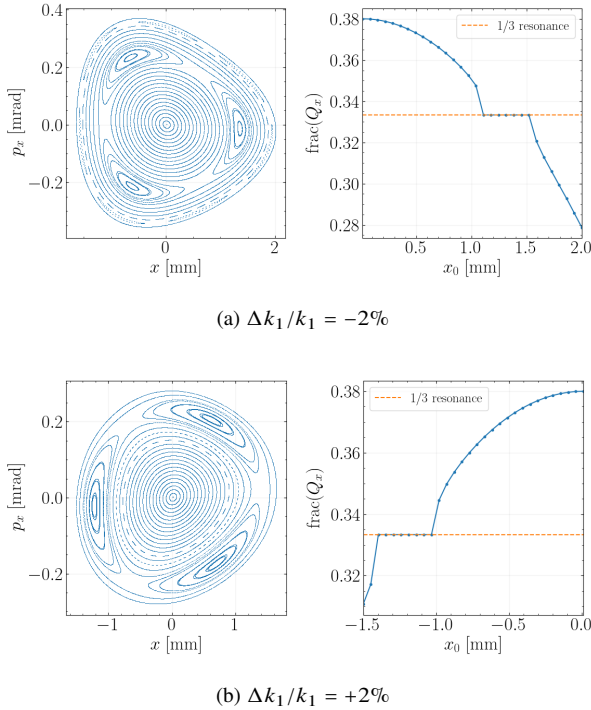 0.4
0.2
0.0
−0.2
p_x [mrad]
0
2
x [mm]
0.38
0.36
0.34
0.32
0.30
0.28
frac(Q_x)
1/3 resonance
0.5
1.0
1.5
2.0
x_0 [mm]
(a) Δk_1/k_1 = −2%
0.2
0.0
−0.2
p_x [mrad]
−1
0
1
x [mm]
0.38
0.36
0.34
0.32
frac(Q_x)
1/3 resonance
−1.5
−1.0
−0.5
0.0
x_0 [mm]
(b) Δk_1/k_1 = +2%